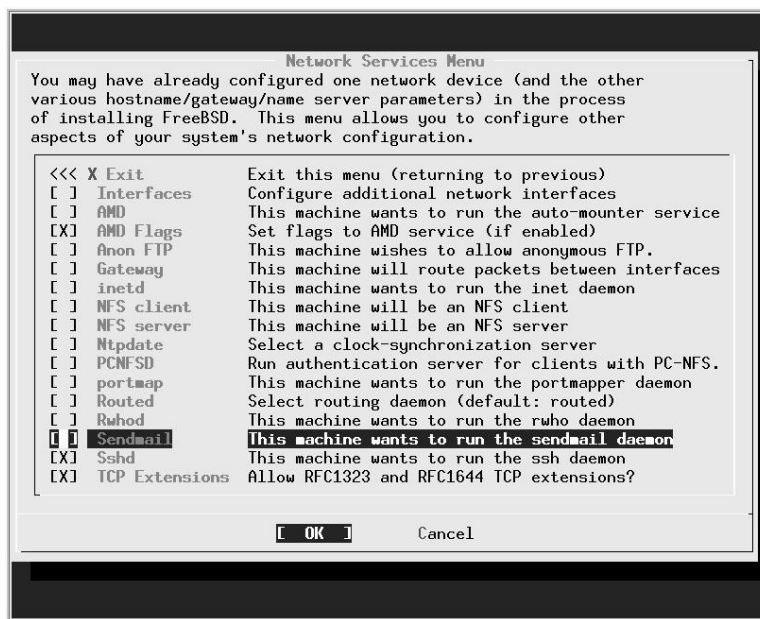 Network Services Menu
You may have already configured one network device (and the other
various hostname/gateway/name server parameters) in the process
of installing FreeBSD.  This menu allows you to configure other
aspects of your system's network configuration.
<<< X Exit Exit this menu (returning to previous)
[ ] Interfaces Configure additional network interfaces
[ ] AMD This machine wants to run the auto-mounter service
[X] AMD Flags Set flags to AMD service (if enabled)
[ ] Anon FTP This machine wishes to allow anonymous FTP.
[ ] Gateway This machine will route packets between interfaces
[ ] inetd This machine wants to run the inet daemon
[ ] NFS client This machine will be an NFS client
[ ] NFS server This machine will be an NFS server
[ ] Ntpdate Select a clock-synchronization server
[ ] PCNFSD Run authentication server for clients with PC-NFS.
[ ] portmap This machine wants to run the portmapper daemon
[ ] Routed Select routing daemon (default: routed)
[ ] Rwhod This machine wants to run the rwho daemon
[ ] Sendmail This machine wants to run the sendmail daemon
[X] Sshd This machine wants to run the ssh daemon
[X] TCP Extensions Allow RFC1323 and RFC1644 TCP extensions?
[ OK ] Cancel